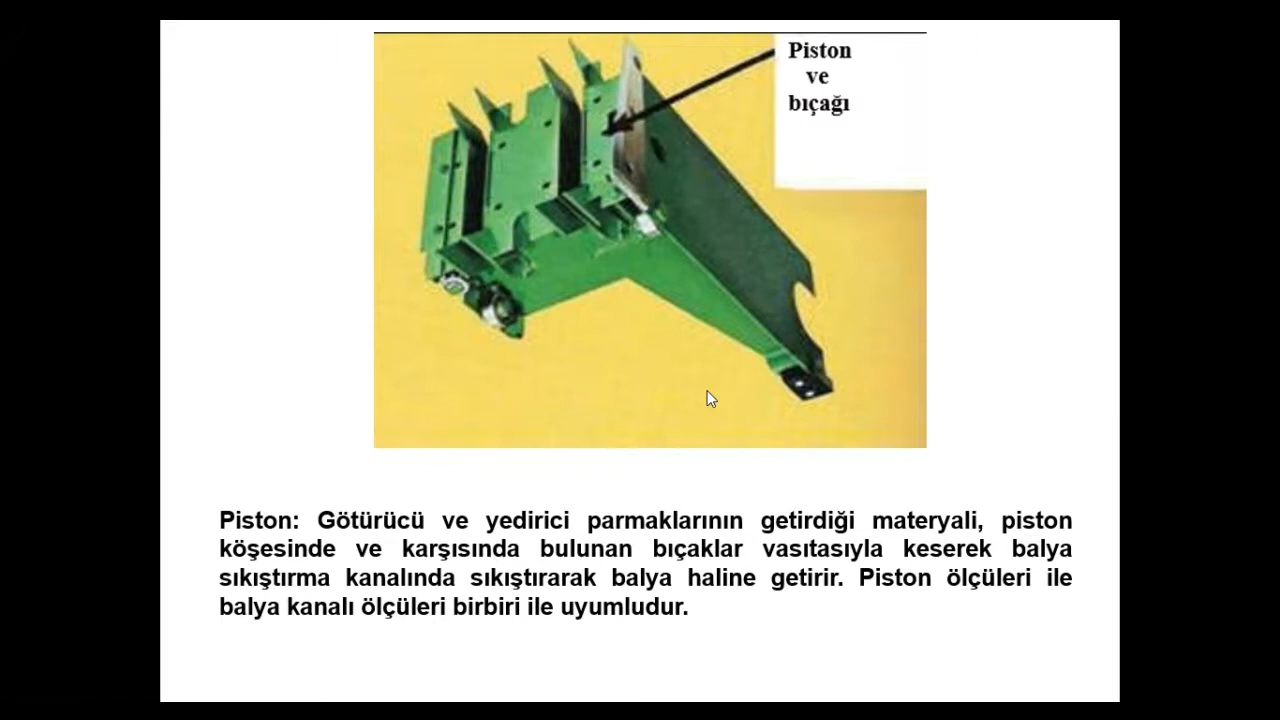 Piston
ve
bıçağı
Piston: Götürücü ve yedirici parmaklarının getirdiği materyali, piston
köşesinde ve karşısında bulunan bıçaklar vasıtasıyla keserek balya
sıkıştırma kanalında sıkıştırarak balya haline getirir. Piston ölçüleri ile
balya kanalı ölçüleri birbiri ile uyumludur.